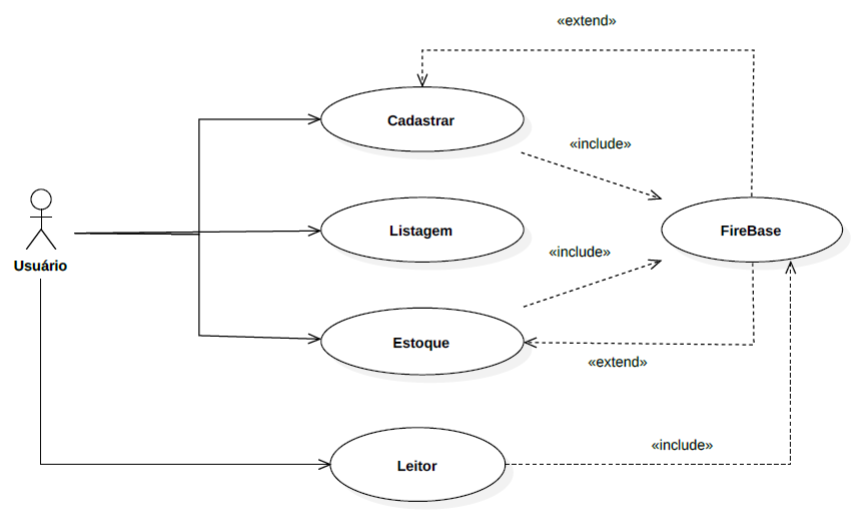 «extend»
Cadastrar
«include»
Listagem
FireBase
«include»
Usuário
Estoque
«extend»
«include»
Leitor